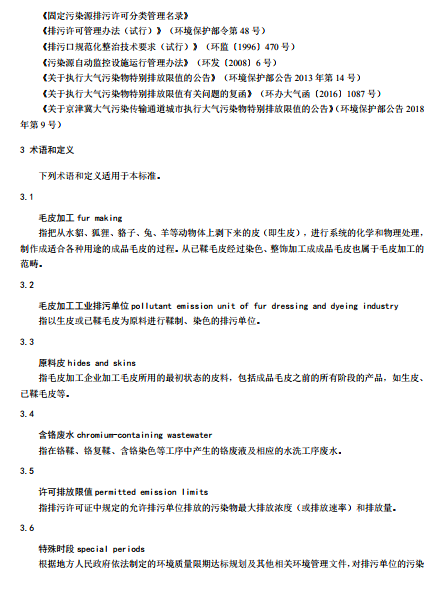 《固定污染源排污许可分类管理名录》
《排污许可管理办法（试行）》（环境保护部令第 48 号）
《排污口规范化整治技术要求（试行）》（环监〔1996〕470 号）
《污染源自动监控设施运行管理办法》（环发〔2008〕6 号）
《关于执行大气污染物特别排放限值的公告》（环境保护部公告 2013 年第 14 号）
《关于执行大气污染物特别排放限值有关问题的复函》（环办大气函〔2016〕1087 号）
《关于京津冀大气污染传输通道城市执行大气污染物特别排放限值的公告》（环境保护部公告 2018
年第 9 号）
3 术语和定义
下列术语和定义适用于本标准。
3.1
毛皮加工 fur making
指把从水貂、狐狸、貉子、兔、羊等动物体上剥下来的皮（即生皮），进行系统的化学和物理处理，
制作成适合各种用途的成品毛皮的过程。从已鞣毛皮经过染色、整饰加工成成品毛皮也属于毛皮加工的
范畴。
3.2
毛皮加工工业排污单位 pollutant emission unit of fur dressing and dyeing industry
指以生皮或已鞣毛皮为原料进行鞣制、染色的排污单位。
3.3
原料皮 hides and skins
指毛皮加工企业加工毛皮所用的最初状态的皮料，包括成品毛皮之前的所有阶段的产品，如生皮、
已鞣毛皮等。
3.4
含铬废水 chromium-containing wastewater
指在铬鞣、铬复鞣、含铬染色等工序中产生的铬废液及相应的水洗工序废水。
3.5
许可排放限值 permitted emission limits
指排污许可证中规定的允许排污单位排放的污染物最大排放浓度（或排放速率）和排放量。
3.6
特殊时段 special periods
根据地方人民政府依法制定的环境质量限期达标规划及其他相关环境管理文件，对排污单位的污染